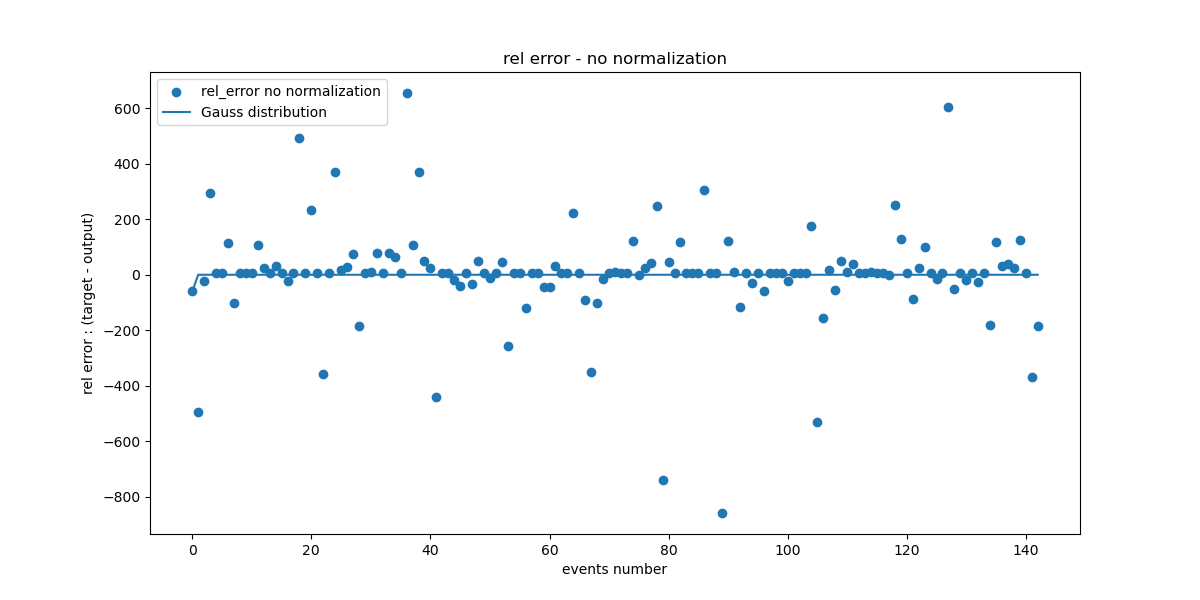 rel error - no normalization
rel_error no normalization
Gauss distribution
rel error : (target - output)
600
400
200
0
−200
−400
−600
−800
0 20 40 60 80 100 120 140
events number